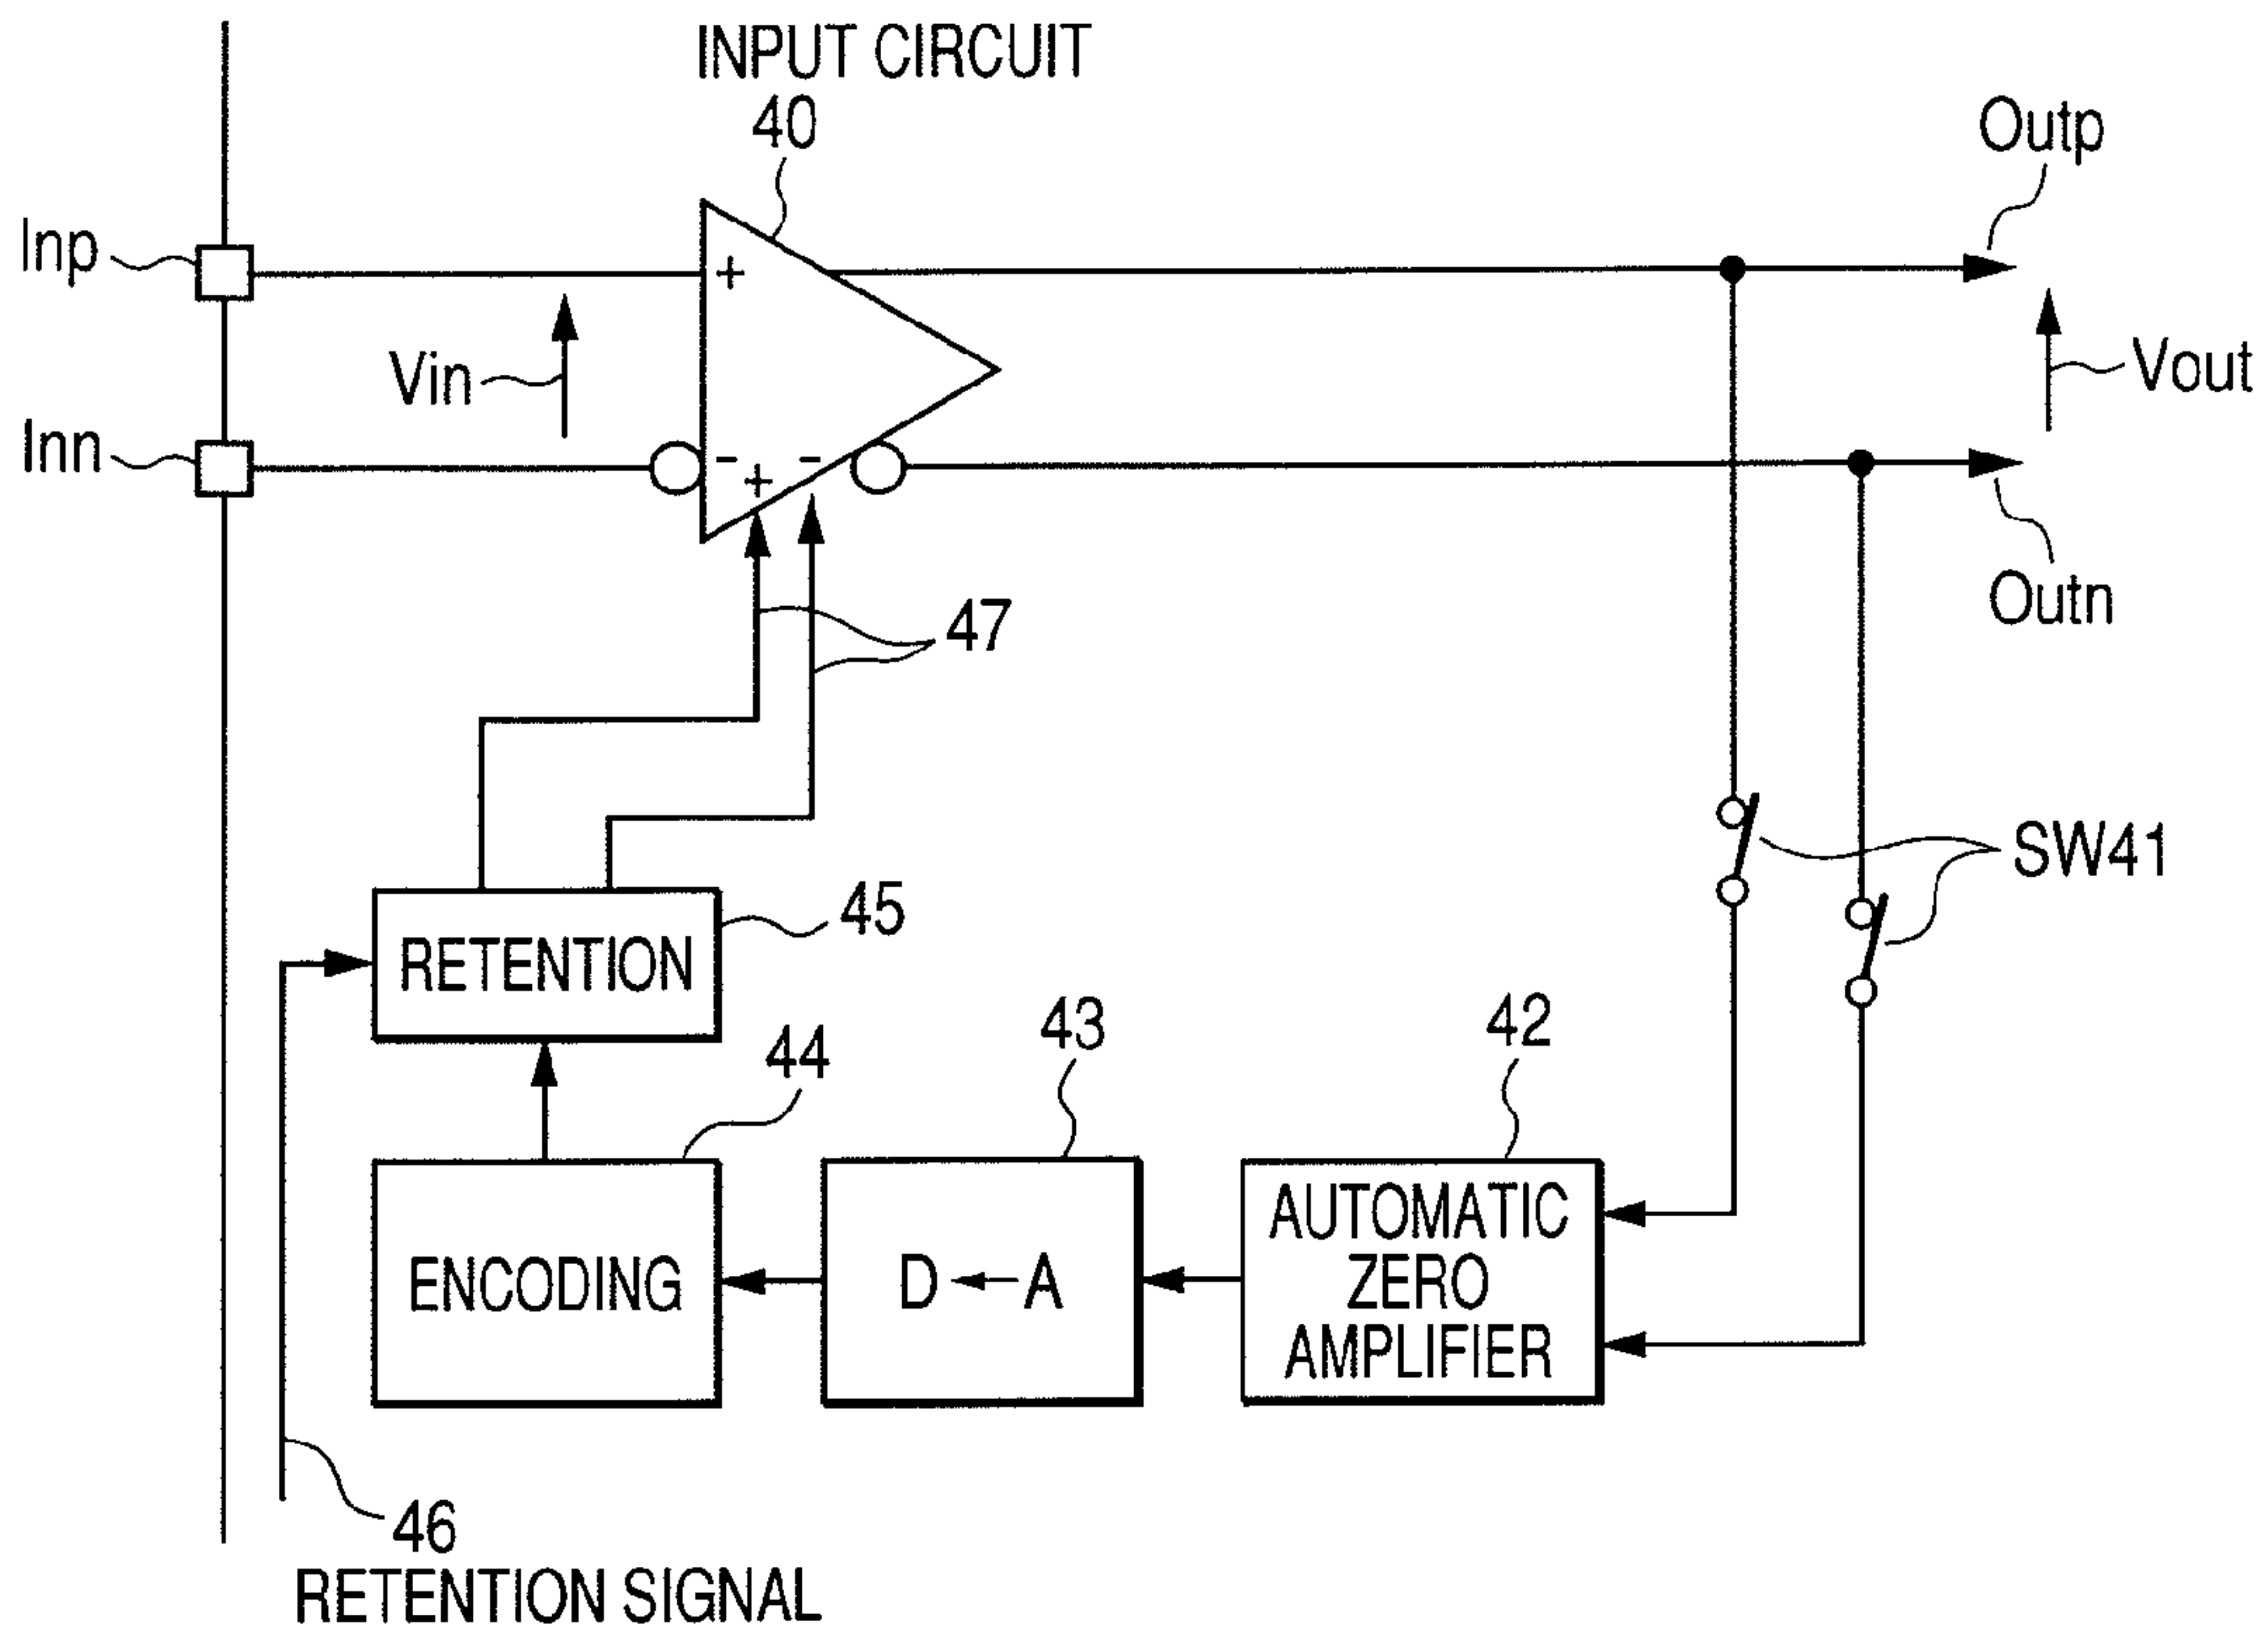 INPUT CIRCUIT
40
Outp
Inp
+
Vin
Vout
Inn
- + -
Outn
47
SW41
45
RETENTION
42
43
44
AUTOMATIC
ZERO
AMPLIFIER
D A
ENCODING
46
RETENTION SIGNAL